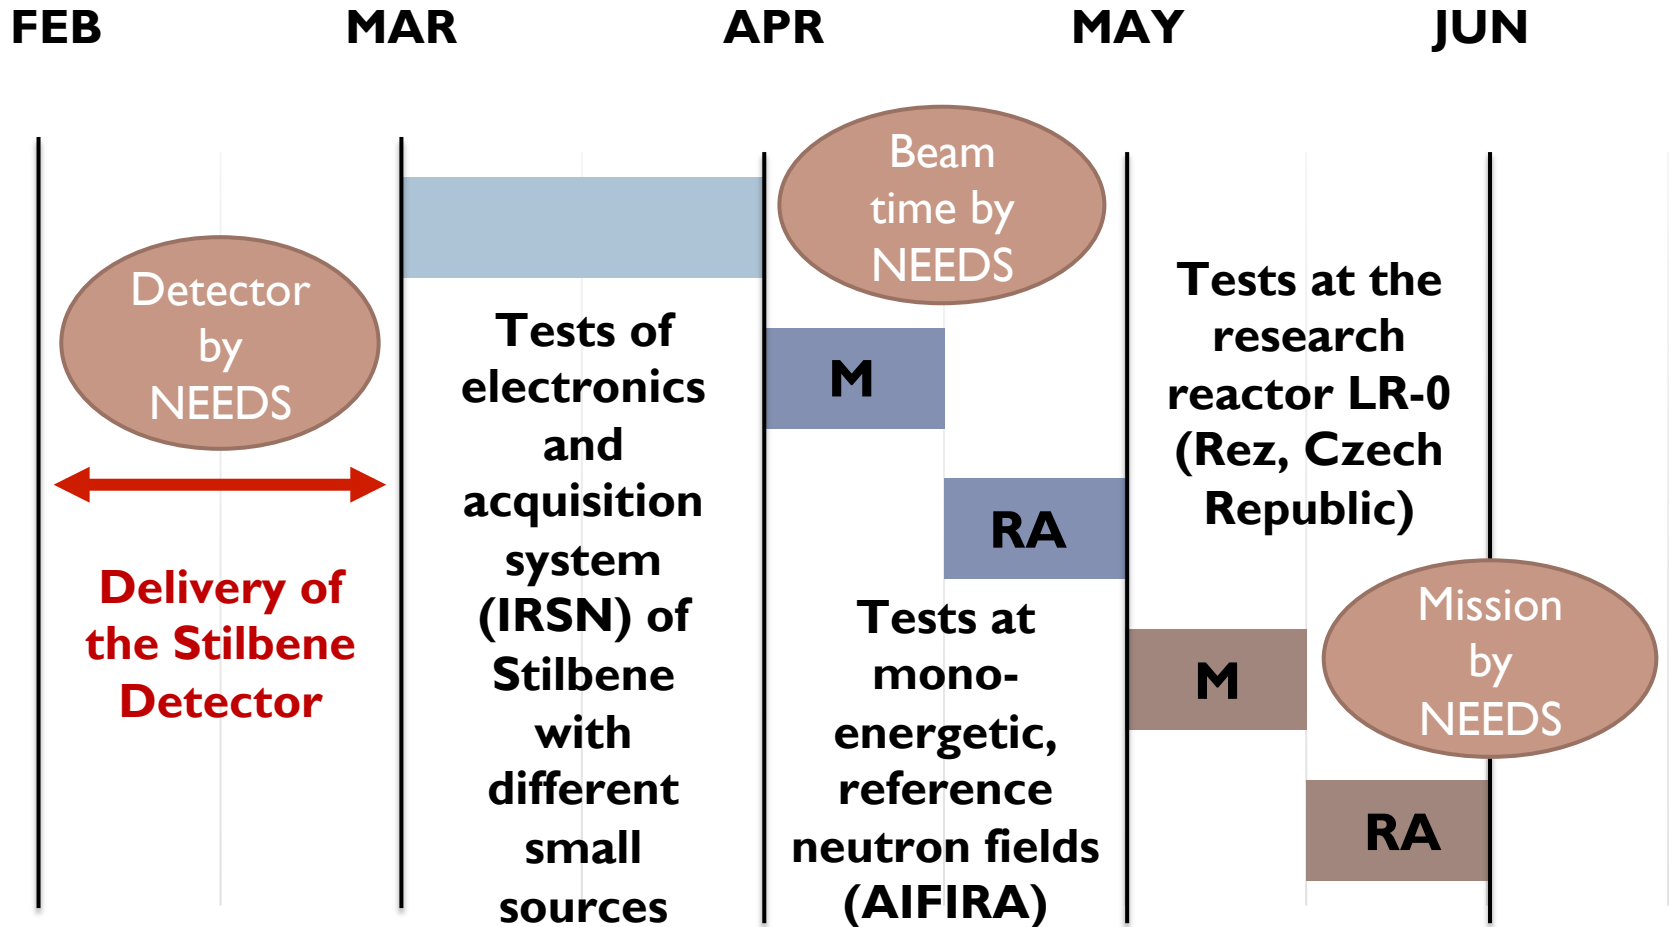 FEB MAR APR MAY JUN
Detector
by
NEEDS
Delivery of
the Stilbene
Detector
Tests of
electronics
and
acquisition
system
(IRSN) of
Stilbene
with
different
small
sources
Beam
time by
NEEDS
M
RA
Tests at
mono-
energetic,
reference
neutron fields
(AIFIRA)
Tests at the
research
reactor LR-0
(Rez, Czech
Republic)
M
RA
Mission
by
NEEDS